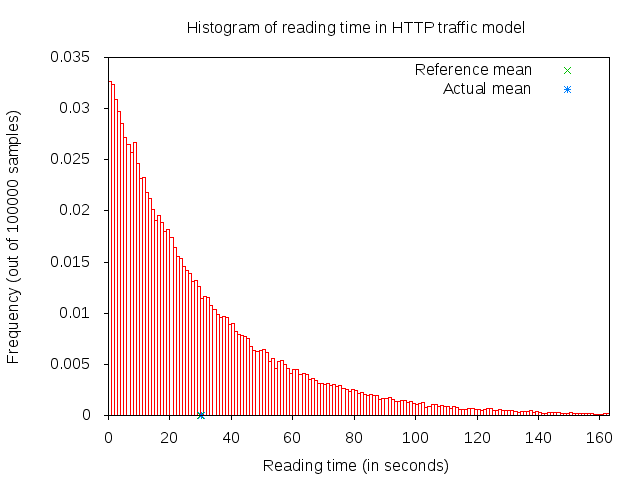 Histogram of reading time in HTTP traffic model
Reference mean
Actual mean
Frequency (out of 100000 samples)
0.035
0.03
0.025
0.02
0.015
0.01
0.005
0
0 20 40 60 80 100 120 140 160
Reading time (in seconds)